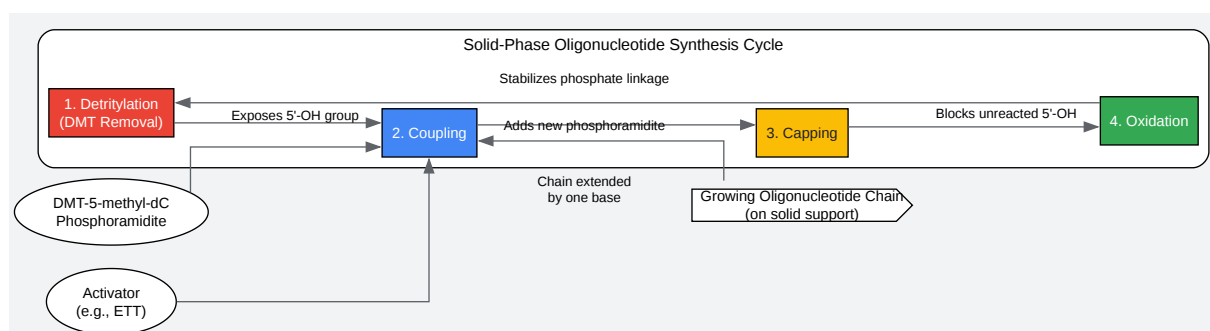 Solid-Phase Oligonucleotide Synthesis Cycle
Stabilizes phosphate linkage
1. Detritylation
(DMT Removal)
Exposes 5'-OH group
2. Coupling
Adds new phosphoramidite
3. Capping
Blocks unreacted 5'-OH
4. Oxidation
DMT-5-methyl-dC
Phosphoramidite
Chain extended
by one base
Growing Oligonucleotide Chain
(on solid support)
Activator
(e.g., ETT)